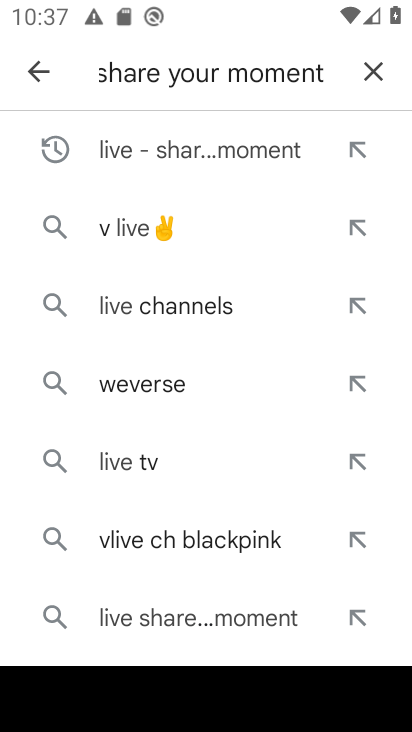 10:37
share your moment
live - shar...moment
v live✌
live channels
weverse
live tv
vlive ch blackpink
live share...moment